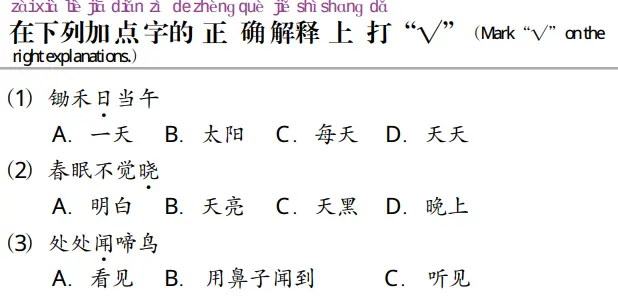 zài xià liè jiā diǎn zì de zhèng què jiě shì shang dǎ
在下列加点字的 正 确解释 上 打 “√” （Mark “√” on the
right explanations.）
（1） 锄禾日当午
A．一天 B．太阳 C．每天 D．天天
（2） 春眠不觉晓
A．明白 B．天亮 C．天黑 D．晚上
（3） 处处闻啼鸟
A．看见 B．用鼻子闻到 C．听见